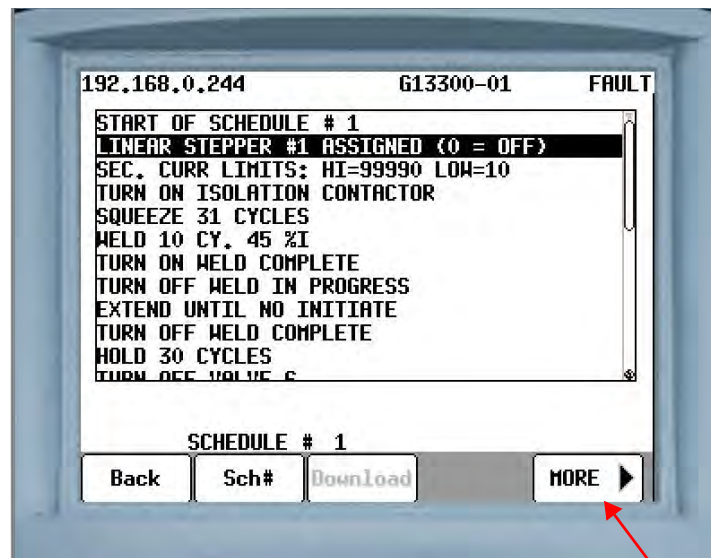 192.168.0.244 G13300-01 FAULT
START OF SCHEDULE # 1
LINEAR STEPPER #1 ASSIGNED (0 = OFF)
SEC. CURR LIMITS: HI=99990 LOW=10
TURN ON ISOLATION CONTACTOR
SQUEEZE 31 CYCLES
WELD 10 CY. 45 %I
TURN ON WELD COMPLETE
TURN OFF WELD IN PROGRESS
EXTEND UNTIL NO INITIATE
TURN OFF WELD COMPLETE
HOLD 30 CYCLES
TURN OFF VALVE
SCHEDULE # 1
Back Sch# Download MORE